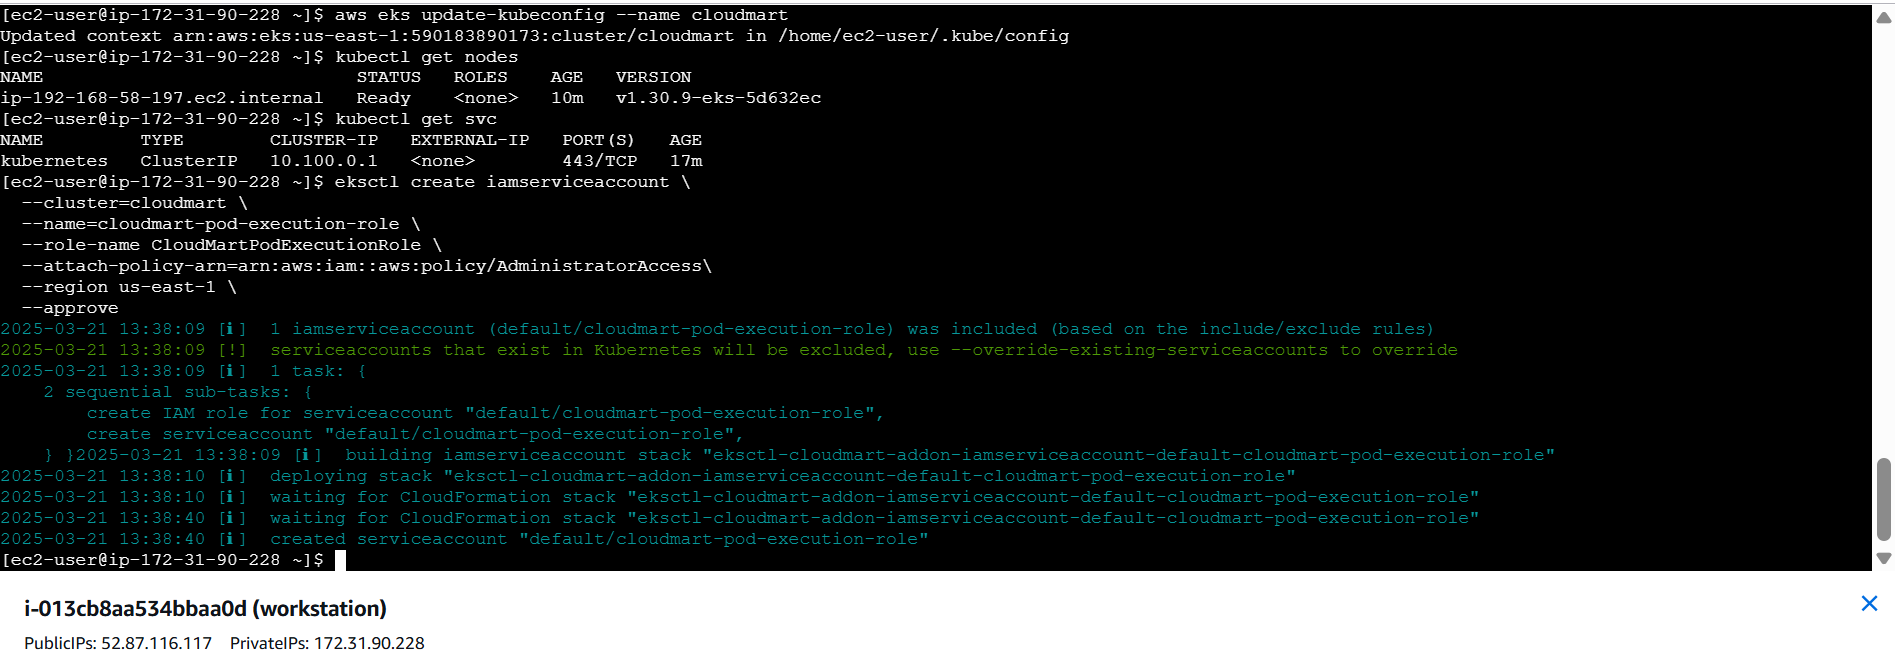 [ec2-user@ip-172-31-90-228 ~]$ aws eks update-kubeconfig --name cloudmart
Updated context arn:aws:eks:us-east-1:590183890173:cluster/cloudmart in /home/ec2-user/.kube/config
[ec2-user@ip-172-31-90-228 ~]$ kubectl get nodes
NAME                             STATUS   ROLES    AGE   VERSION
ip-192-168-58-197.ec2.internal   Ready    <none>   10m   v1.30.9-eks-5d632ec
[ec2-user@ip-172-31-90-228 ~]$ kubectl get svc
NAME         TYPE        CLUSTER-IP   EXTERNAL-IP   PORT(S)   AGE
kubernetes   ClusterIP   10.100.0.1   <none>        443/TCP   17m
[ec2-user@ip-172-31-90-228 ~]$ eksctl create iamserviceaccount \
  --cluster=cloudmart \
  --name=cloudmart-pod-execution-role \
  --role-name CloudMartPodExecutionRole \
  --attach-policy-arn=arn:aws:iam::aws:policy/AdministratorAccess\
  --region us-east-1 \
  --approve
2025-03-21 13:38:09 [ℹ]  1 iamserviceaccount (default/cloudmart-pod-execution-role) was included (based on the include/exclude rules)
2025-03-21 13:38:09 [!]  serviceaccounts that exist in Kubernetes will be excluded, use --override-existing-serviceaccounts to override
2025-03-21 13:38:09 [ℹ]  1 task: {
    2 sequential sub-tasks: {
        create IAM role for serviceaccount "default/cloudmart-pod-execution-role",
        create serviceaccount "default/cloudmart-pod-execution-role",
    } }2025-03-21 13:38:09 [ℹ]  building iamserviceaccount stack "eksctl-cloudmart-addon-iamserviceaccount-default-cloudmart-pod-execution-role"
2025-03-21 13:38:10 [ℹ]  deploying stack "eksctl-cloudmart-addon-iamserviceaccount-default-cloudmart-pod-execution-role"
2025-03-21 13:38:10 [ℹ]  waiting for CloudFormation stack "eksctl-cloudmart-addon-iamserviceaccount-default-cloudmart-pod-execution-role"
2025-03-21 13:38:40 [ℹ]  waiting for CloudFormation stack "eksctl-cloudmart-addon-iamserviceaccount-default-cloudmart-pod-execution-role"
2025-03-21 13:38:40 [ℹ]  created serviceaccount "default/cloudmart-pod-execution-role"
[ec2-user@ip-172-31-90-228 ~]$
i-013cb8aa534bbaa0d (workstation)
PublicIPs: 52.87.116.117    PrivateIPs: 172.31.90.228